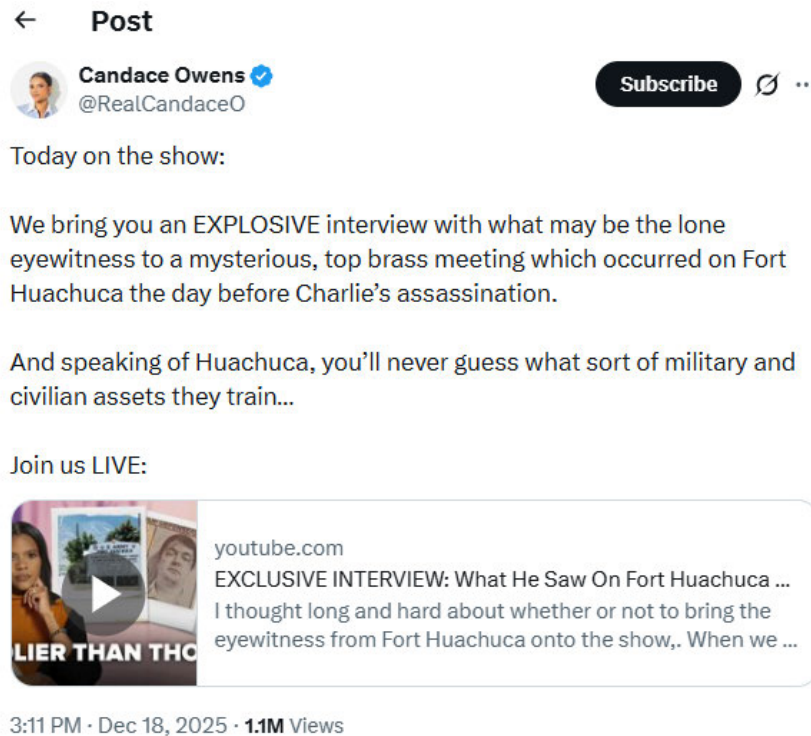 Post
Candace Owens
@RealCandaceO
Subscribe
Today on the show:
We bring you an EXPLOSIVE interview with what may be the lone
eyewitness to a mysterious, top brass meeting which occurred on Fort
Huachuca the day before Charlie’s assassination.
And speaking of Huachuca, you’ll never guess what sort of military and
civilian assets they train...
Join us LIVE:
LIER THAN THO
youtube.com
EXCLUSIVE INTERVIEW: What He Saw On Fort Huachuca ...
I thought long and hard about whether or not to bring the
eyewitness from Fort Huachuca onto the show,. When we ...
3:11 PM · Dec 18, 2025 · 1.1M Views